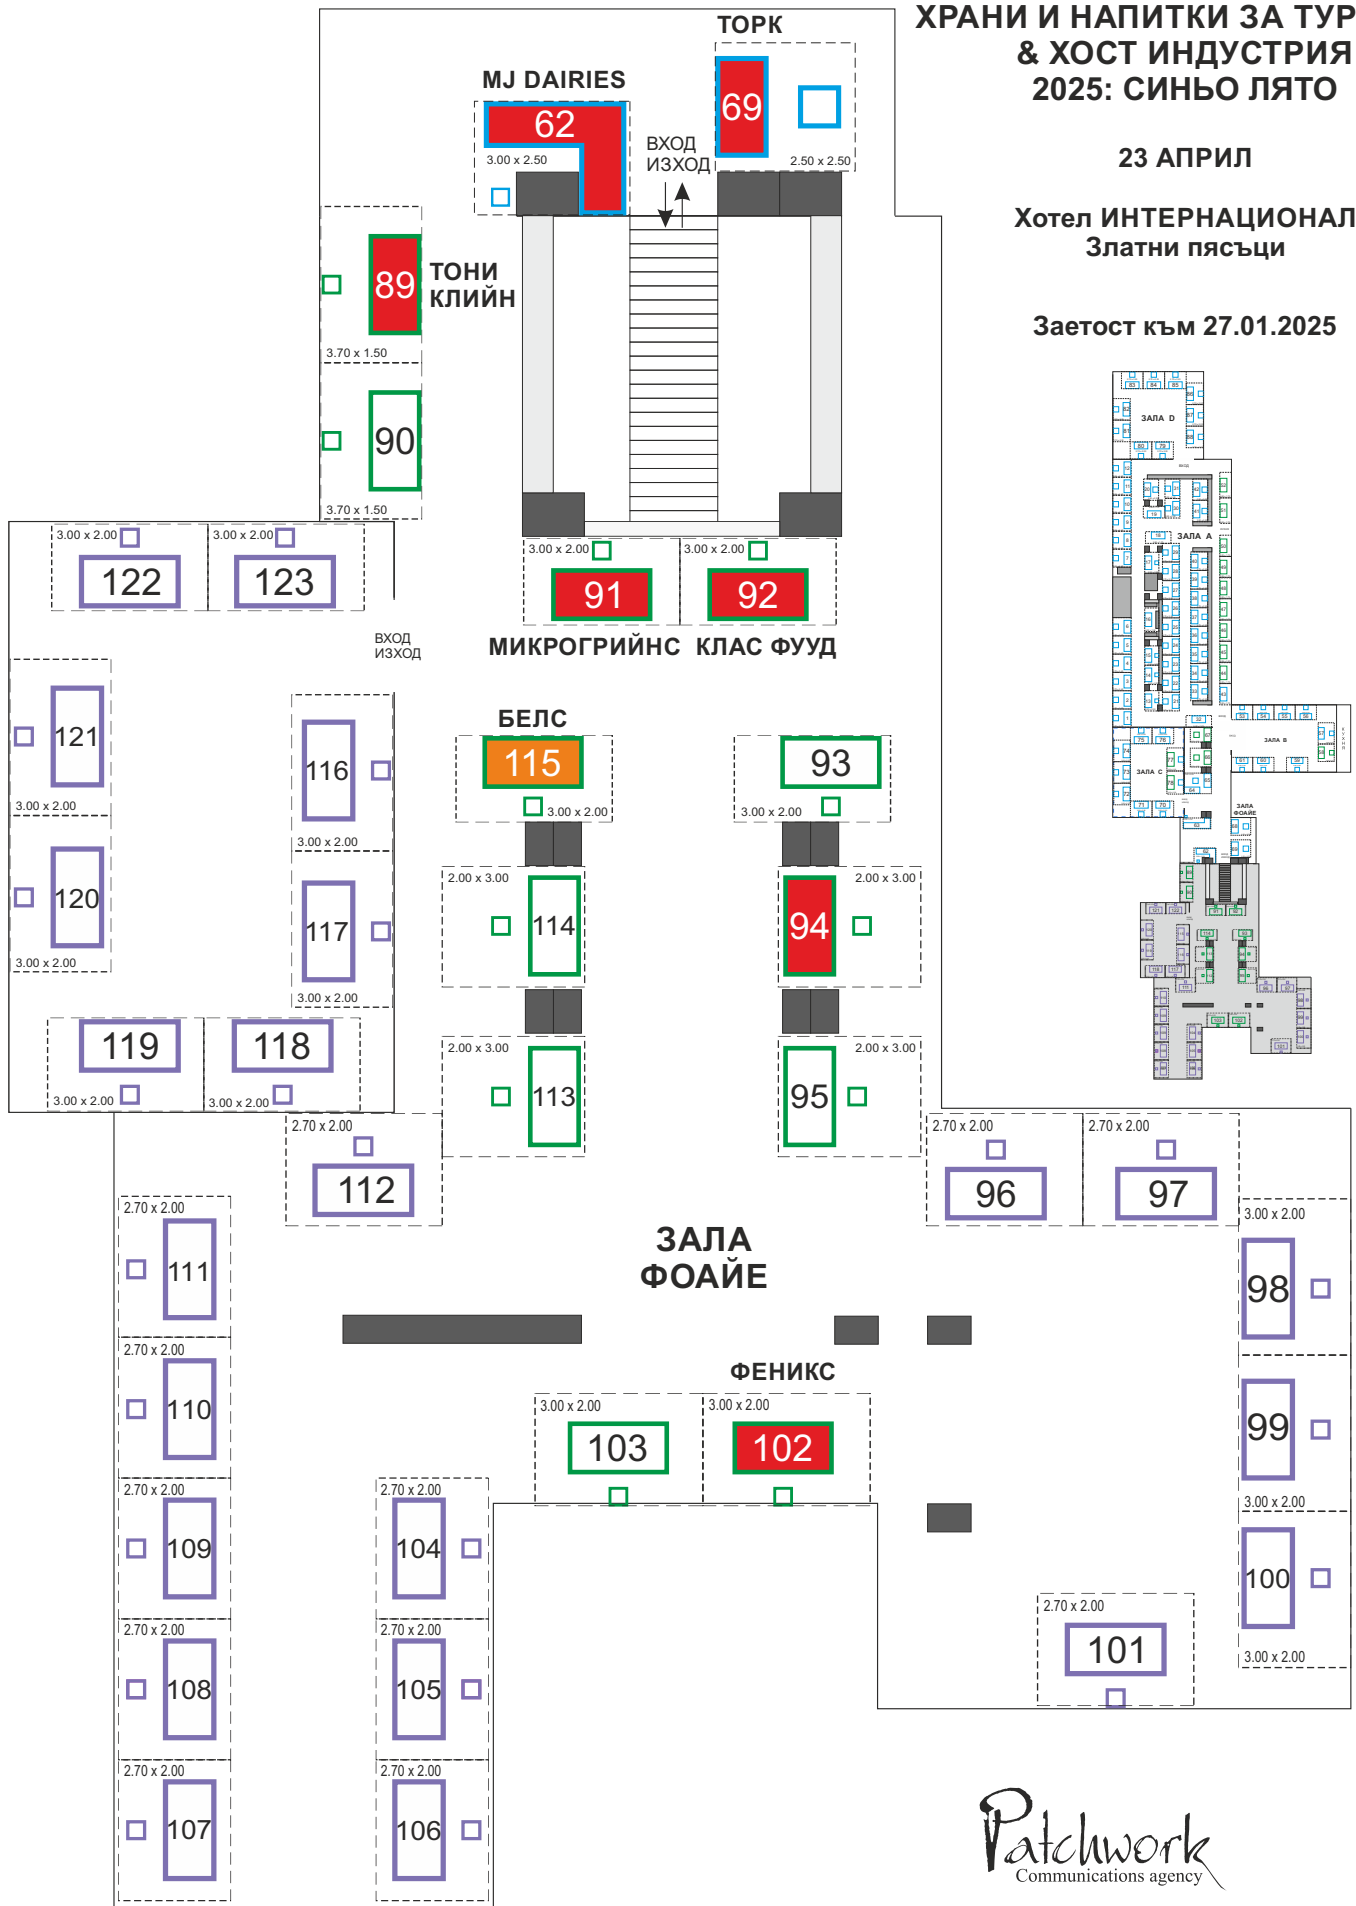 ХРАНИ И НАПИТКИ ЗА ТУР
& ХОСТ ИНДУСТРИЯ
2025: СИНЬО ЛЯТО
23 АПРИЛ
Хотел ИНТЕРНАЦИОНАЛ
Златни пясъци
Заетост към 27.01.2025
ТОРК
69
2.50 x 2.50
MJ DAIRIES
62
3.00 x 2.50
ВХОД
ИЗХОД
89
ТОНИ
КЛИЙН
3.70 x 1.50
90
3.70 x 1.50
3.00 x 2.00
122
3.00 x 2.00
123
3.00 x 2.00
91
3.00 x 2.00
92
МИКРОГРИЙНС
КЛАС ФУУД
ВХОД
ИЗХОД
121
3.00 x 2.00
116
3.00 x 2.00
БЕЛС
115
3.00 x 2.00
93
3.00 x 2.00
120
3.00 x 2.00
117
3.00 x 2.00
2.00 x 3.00
114
2.00 x 3.00
94
119
3.00 x 2.00
118
3.00 x 2.00
2.00 x 3.00
113
2.00 x 3.00
95
2.70 x 2.00
112
2.70 x 2.00
96
2.70 x 2.00
97
2.70 x 2.00
111
ЗАЛА
ФОАЙЕ
3.00 x 2.00
98
2.70 x 2.00
110
ФЕНИКС
3.00 x 2.00
103
3.00 x 2.00
102
99
3.00 x 2.00
2.70 x 2.00
109
2.70 x 2.00
104
100
3.00 x 2.00
2.70 x 2.00
101
2.70 x 2.00
108
2.70 x 2.00
105
2.70 x 2.00
107
2.70 x 2.00
106
ЗАЛА D
ЗАЛА A
ЗАЛА B
ЗАЛА C
ЗАЛА
ФОАЙЕ
Patchwork
Communications agency